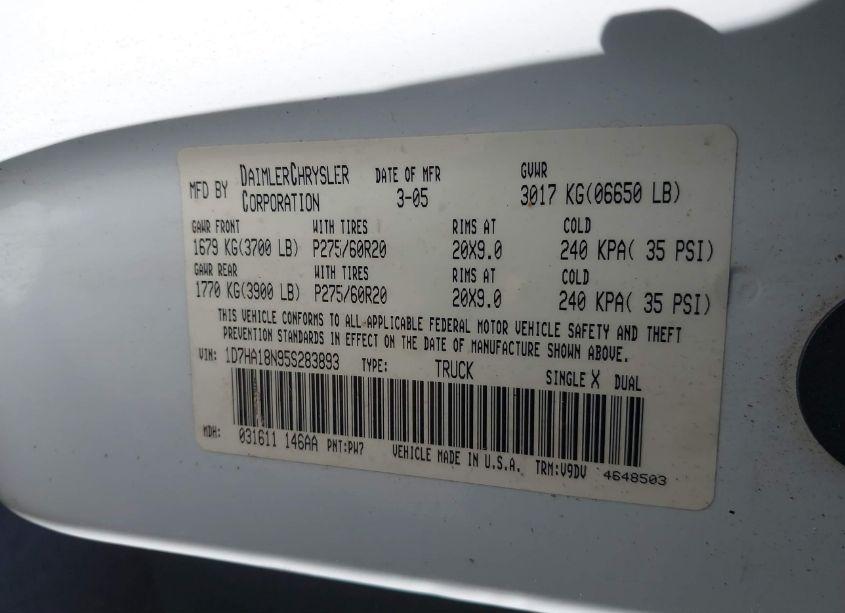 MFD BY DAIMLERCHRYSLER CORPORATION DATE OF MFR 3-05 GVWR 3017 KG(06650 LB)
GAWR FRONT WITH TIRES RIMS AT COLD
1679 KG(3700 LB) P275/60R20 20X9.0 240 KPA( 35 PSI)
GAWR REAR WITH TIRES RIMS AT COLD
1770 KG(3900 LB) P275/60R20 20X9.0 240 KPA( 35 PSI)
THIS VEHICLE CONFORMS TO ALL APPLICABLE FEDERAL MOTOR VEHICLE SAFETY AND THEFT
PREVENTION STANDARDS IN EFFECT ON THE DATE OF MANUFACTURE SHOWN ABOVE.
VIN: 1D7HA18N95S283893 TYPE: TRUCK SINGLE X DUAL
MDH: 031611 146AA PNT:PW7 VEHICLE MADE IN U.S.A. TRM:V9DV 4648503